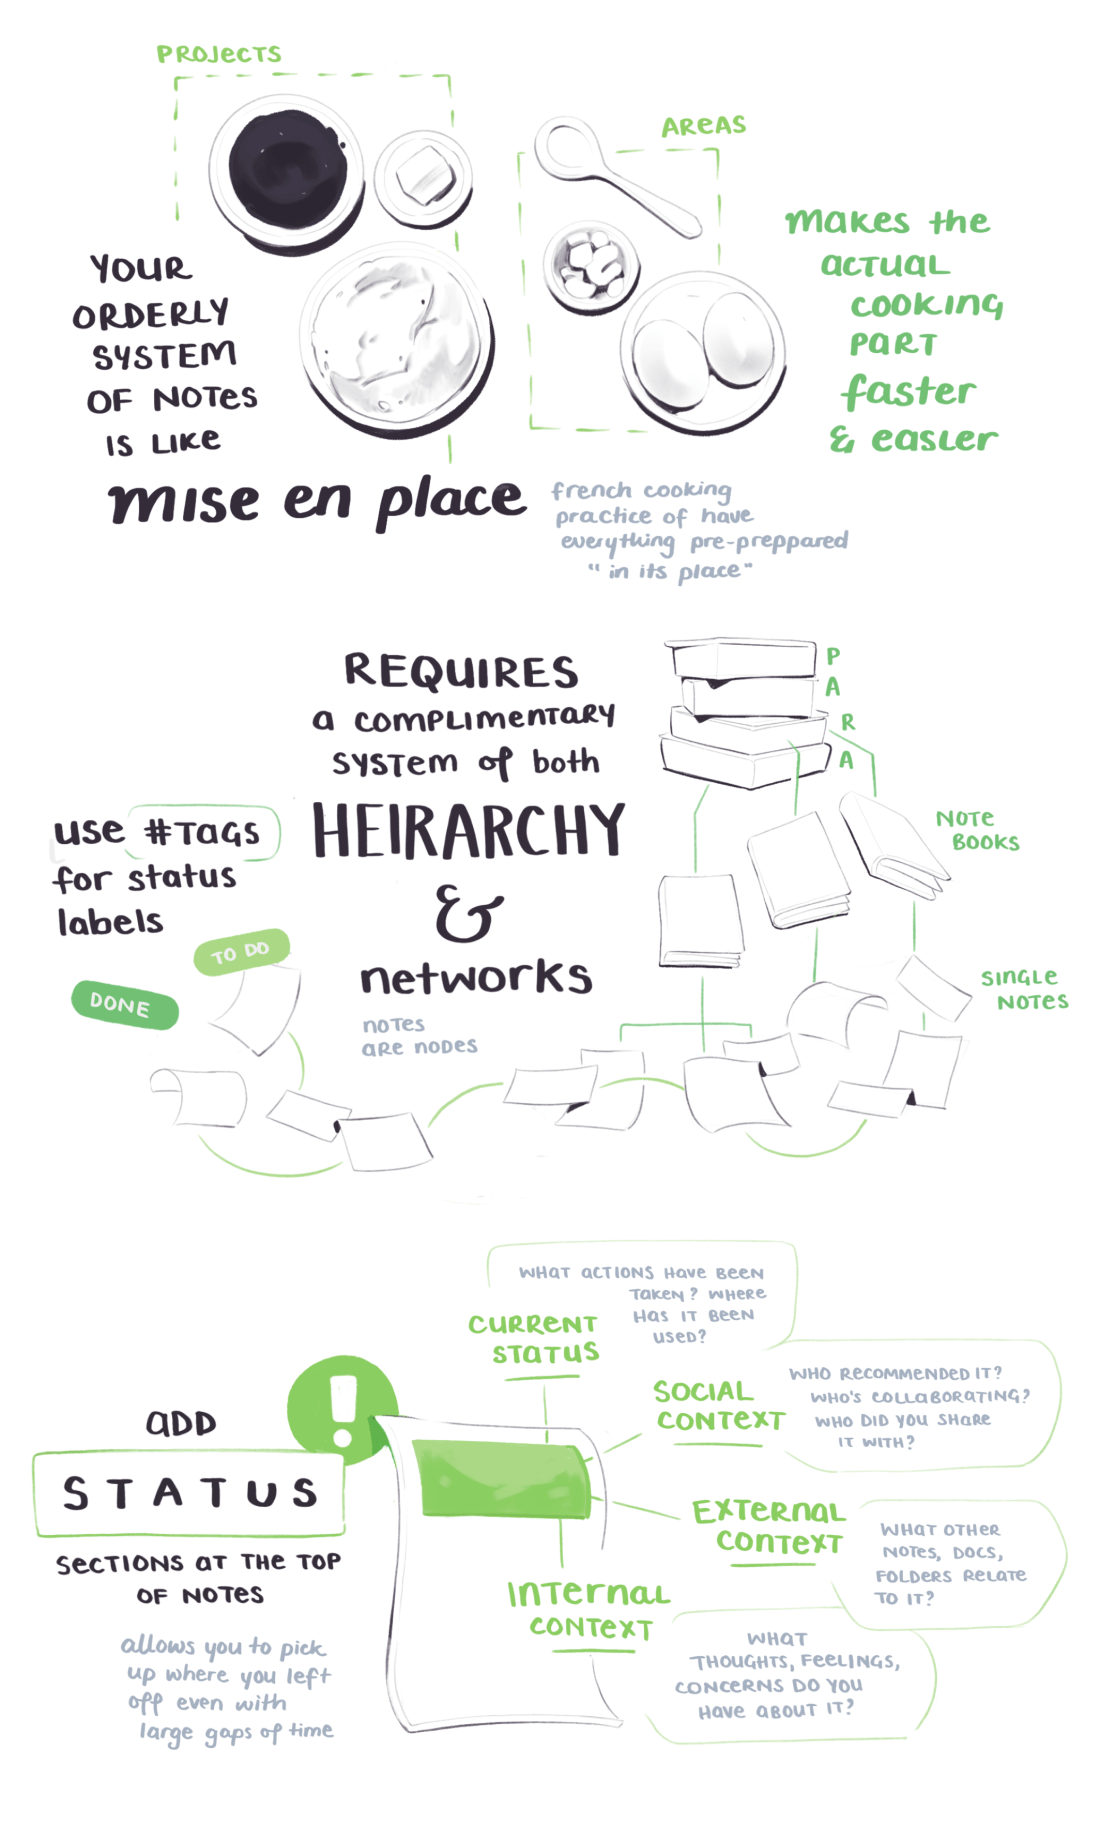 PROJECTS
AREAS
YOUR
ORDERLY
SYSTEM
OF NOTES
IS LIKE
mise en place
french cooking
practice of have
everything pre-preppared
"in its place"
makes the
actual
cooking
part
faster
& easier
REQUIRES
a complimentary
system of both
HEIRARCHY
&
networks
notes
are nodes
P
A
R
A
NOTE
BOOKS
SINGLE
NOTES
use #TAGS
for status
labels
TO DO
DONE
ADD
STATUS
SECTIONS AT THE TOP
OF NOTES
allows you to pick
up where you left
off even with
large gaps of time
CURRENT
STATUS
WHAT ACTIONS HAVE BEEN
TAKEN? WHERE
HAS IT BEEN
USED?
SOCIAL
CONTEXT
WHO RECOMMENDED IT?
WHO'S COLLABORATING?
WHO DID YOU SHARE
IT WITH?
EXTERNAL
CONTEXT
WHAT OTHER
NOTES, DOCS,
FOLDERS RELATE
TO IT?
INTERNAL
CONTEXT
WHAT
THOUGHTS, FEELINGS,
CONCERNS DO YOU
HAVE ABOUT IT?